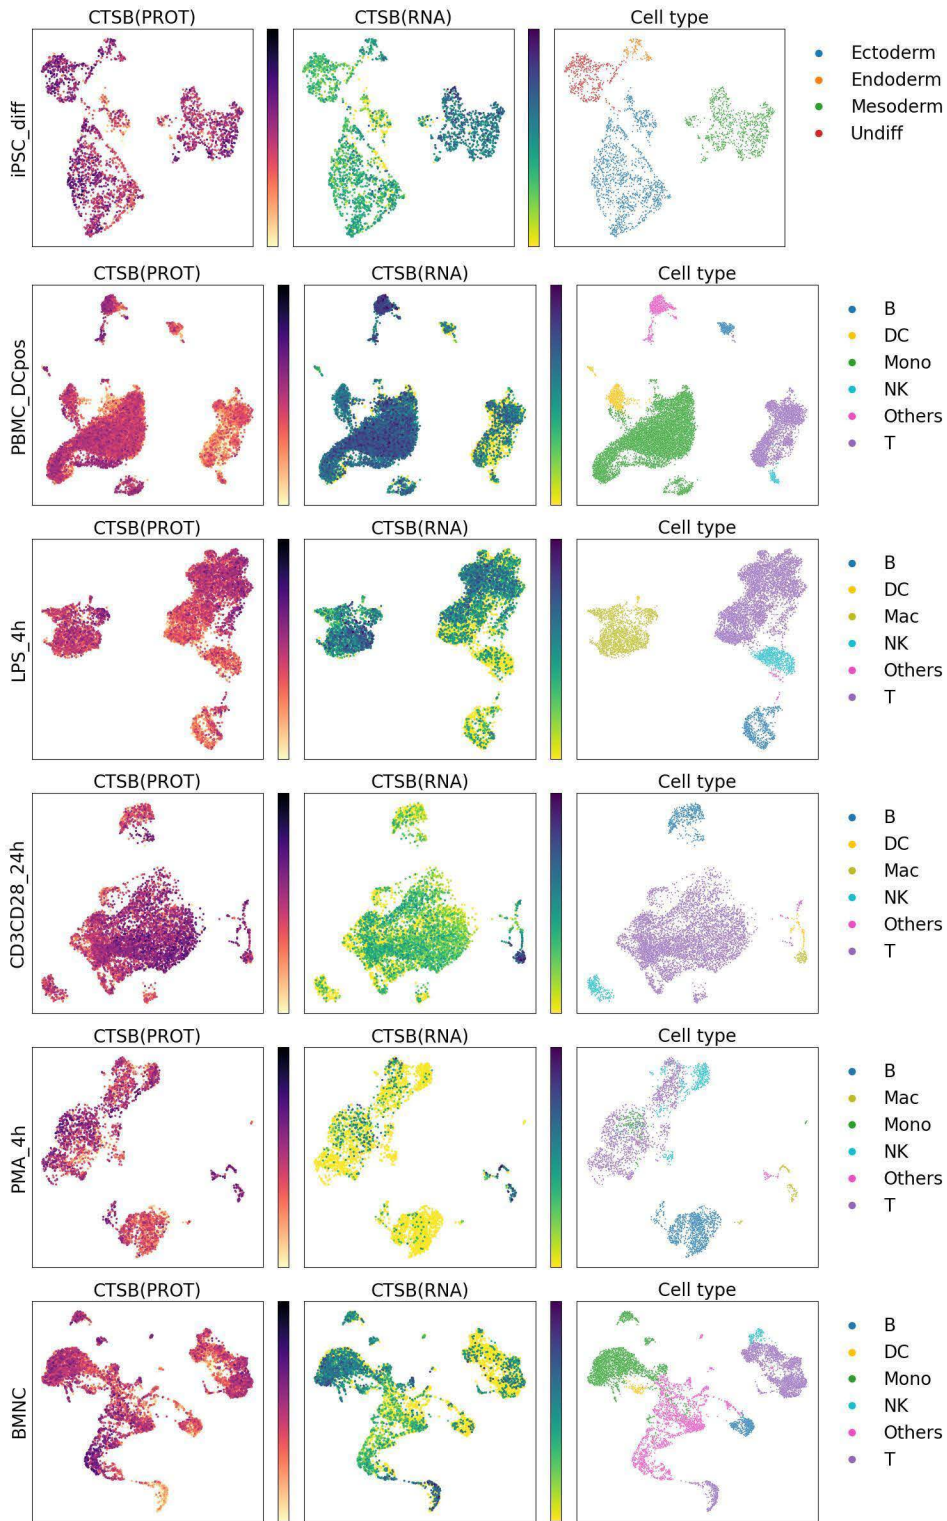 CTSB(PROT) CTSB(RNA) Cell type
iPSC_diff
Ectoderm
Endoderm
Mesoderm
Undiff
CTSB(PROT) CTSB(RNA) Cell type
PBMC_DCpos
B
DC
Mono
NK
Others
T
CTSB(PROT) CTSB(RNA) Cell type
LPS_4h
B
DC
Mac
NK
Others
T
CTSB(PROT) CTSB(RNA) Cell type
CD3CD28_24h
B
DC
Mac
NK
Others
T
CTSB(PROT) CTSB(RNA) Cell type
PMA_4h
B
Mac
Mono
NK
Others
T
CTSB(PROT) CTSB(RNA) Cell type
BMNC
B
DC
Mono
NK
Others
T